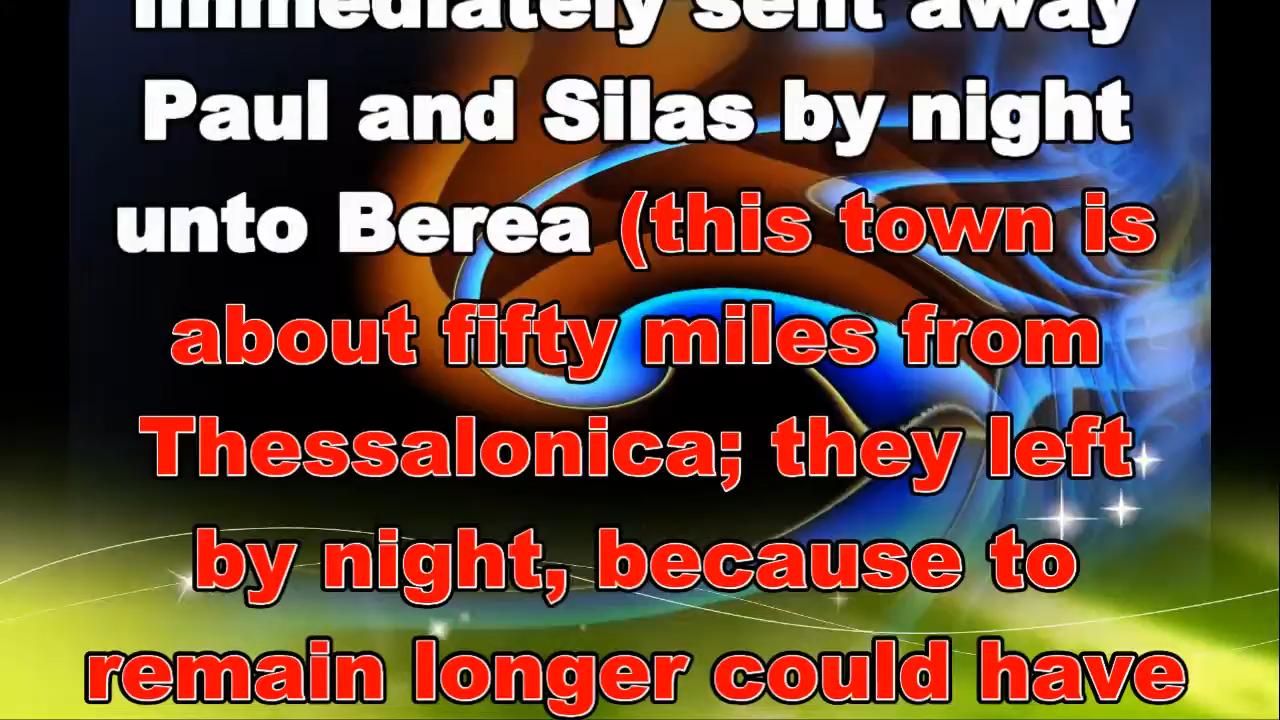 immediately sent away
Paul and Silas by night
unto Berea (this town is
about fifty miles from
Thessalonica; they left
by night, because to
remain longer could have